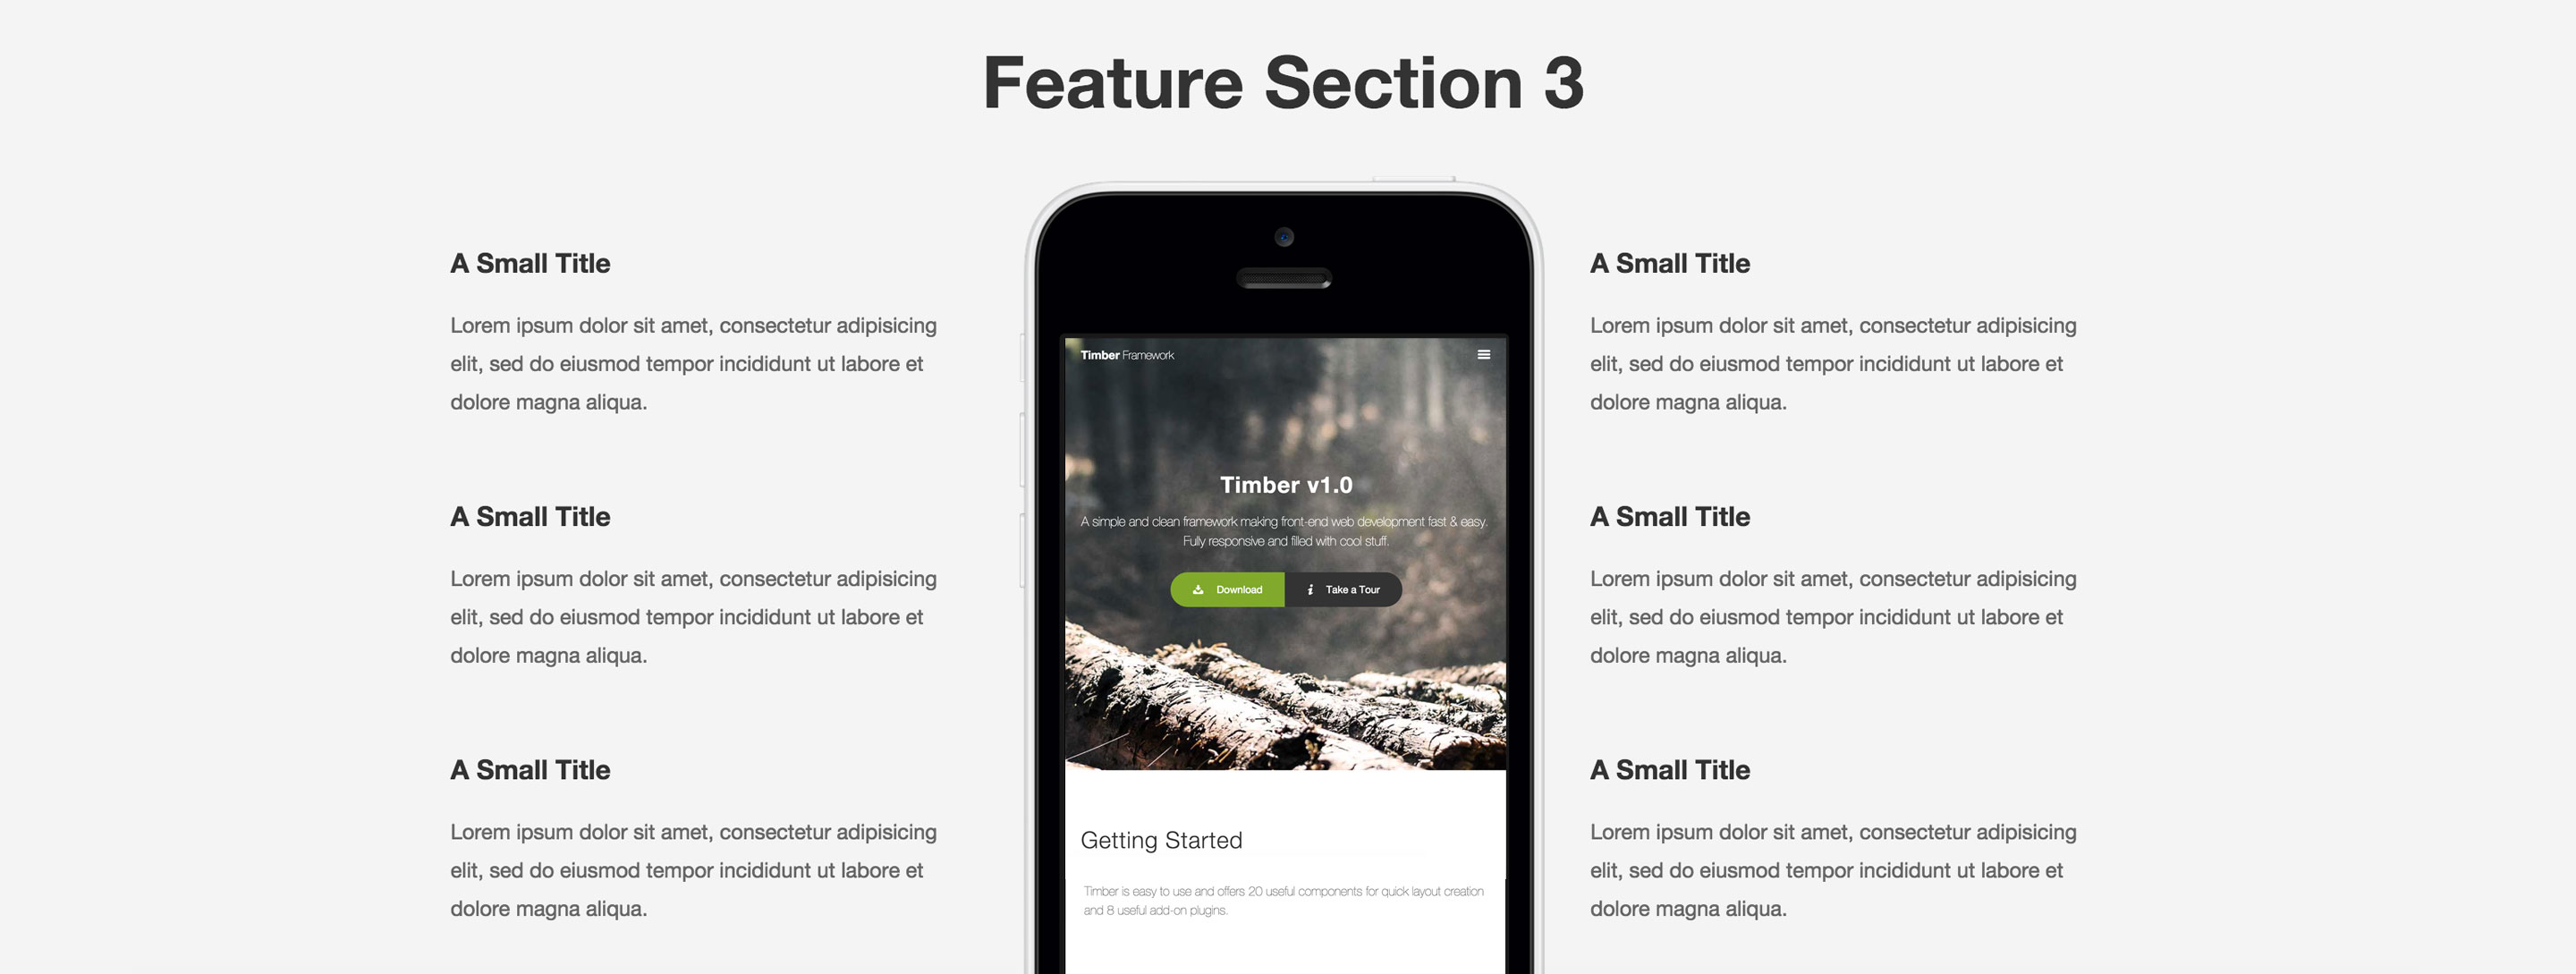 Feature Section 3
A Small Title
Lorem ipsum dolor sit amet, consectetur adipisicing
elit, sed do eiusmod tempor incididunt ut labore et
dolore magna aliqua.
A Small Title
Lorem ipsum dolor sit amet, consectetur adipisicing
elit, sed do eiusmod tempor incididunt ut labore et
dolore magna aliqua.
A Small Title
Lorem ipsum dolor sit amet, consectetur adipisicing
elit, sed do eiusmod tempor incididunt ut labore et
dolore magna aliqua.
Timber Framework
Timber v1.0
A simple and clean framework making front-end web development fast & easy.
Fully responsive and filled with cool stuff.
Download
Take a Tour
Getting Started
Timber is easy to use and offers 20 useful components for quick layout creation
and 8 useful add-on plugins.
A Small Title
Lorem ipsum dolor sit amet, consectetur adipisicing
elit, sed do eiusmod tempor incididunt ut labore et
dolore magna aliqua.
A Small Title
Lorem ipsum dolor sit amet, consectetur adipisicing
elit, sed do eiusmod tempor incididunt ut labore et
dolore magna aliqua.
A Small Title
Lorem ipsum dolor sit amet, consectetur adipisicing
elit, sed do eiusmod tempor incididunt ut labore et
dolore magna aliqua.